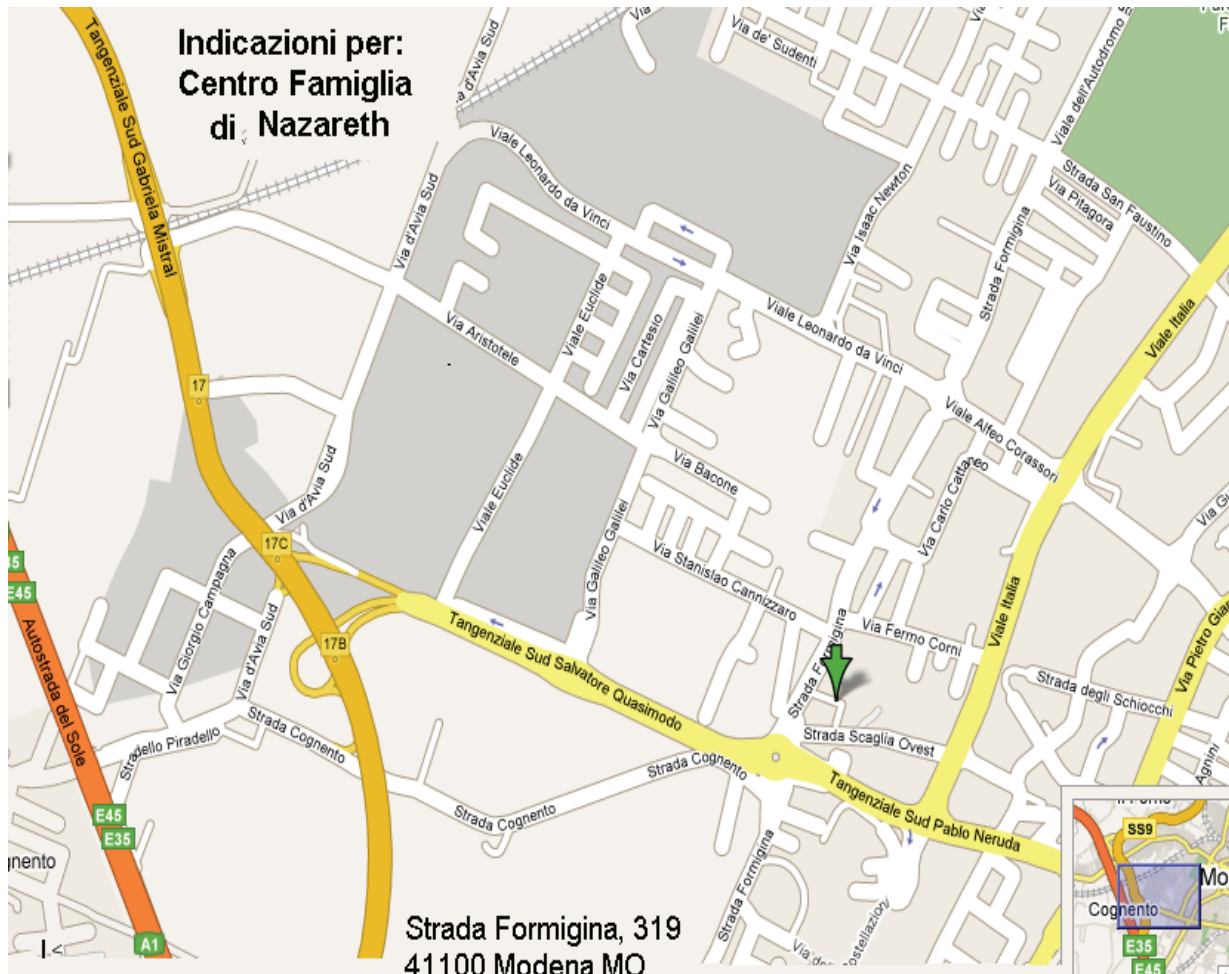 Indicazioni per:
Centro Famiglia
di Nazareth
Tangenziale Sud Gabriela Mistral
Via d'Avia Sud
Via de' Sudenti
Viale dell'Autodromo
Strada San Faustino
Via Pitagora
Viale Leonardo da Vinci
Via Isaac Newton
Strada Formigina
Viale Italia
Via d'Avia Sud
Via Aristotele
Viale Euclide
Via Cartesio
Via Galileo Galilei
Viale Leonardo da Vinci
Viale Alfeo Corassori
17
Via d'Avia Sud
Viale Euclide
Via Bacone
Via Carlo Cattaneo
17C
Via Giorgio Campagna
Via Galileo Galilei
Via Stanislao Cannizzaro
Viale Italia
E45
Autostrada del Sole
17B
Via d'Avia Sud
Tangenziale Sud Salvatore Quasimodo
Strada Formigina
Via Fermo Corni
Strada degli Schiocchi
Stradello Piradello
Strada Cognento
Strada Cognento
Strada Scaglia Ovest
Agnini
Strada Cognento
Tangenziale Sud Pablo Neruda
E45
E35
Strada Formigina
SS9
Cognento
E35
E45
A1
Strada Formigina, 319
41100 Modena MO